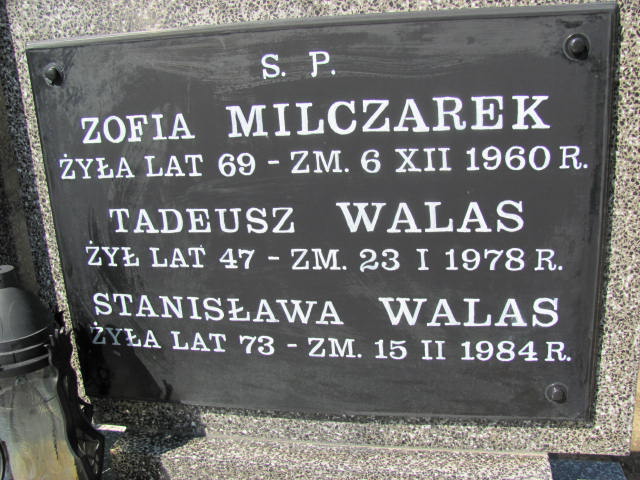 S. P.
ZOFIA MILCZAREK
ŻYŁA LAT 69 - ZM. 6 XII 1960 R.
TADEUSZ WALAS
ŻYŁ LAT 47 - ZM. 23 I 1978 R.
STANISŁAWA WALAS
ŻYŁA LAT 73 - ZM. 15 II 1984 R.